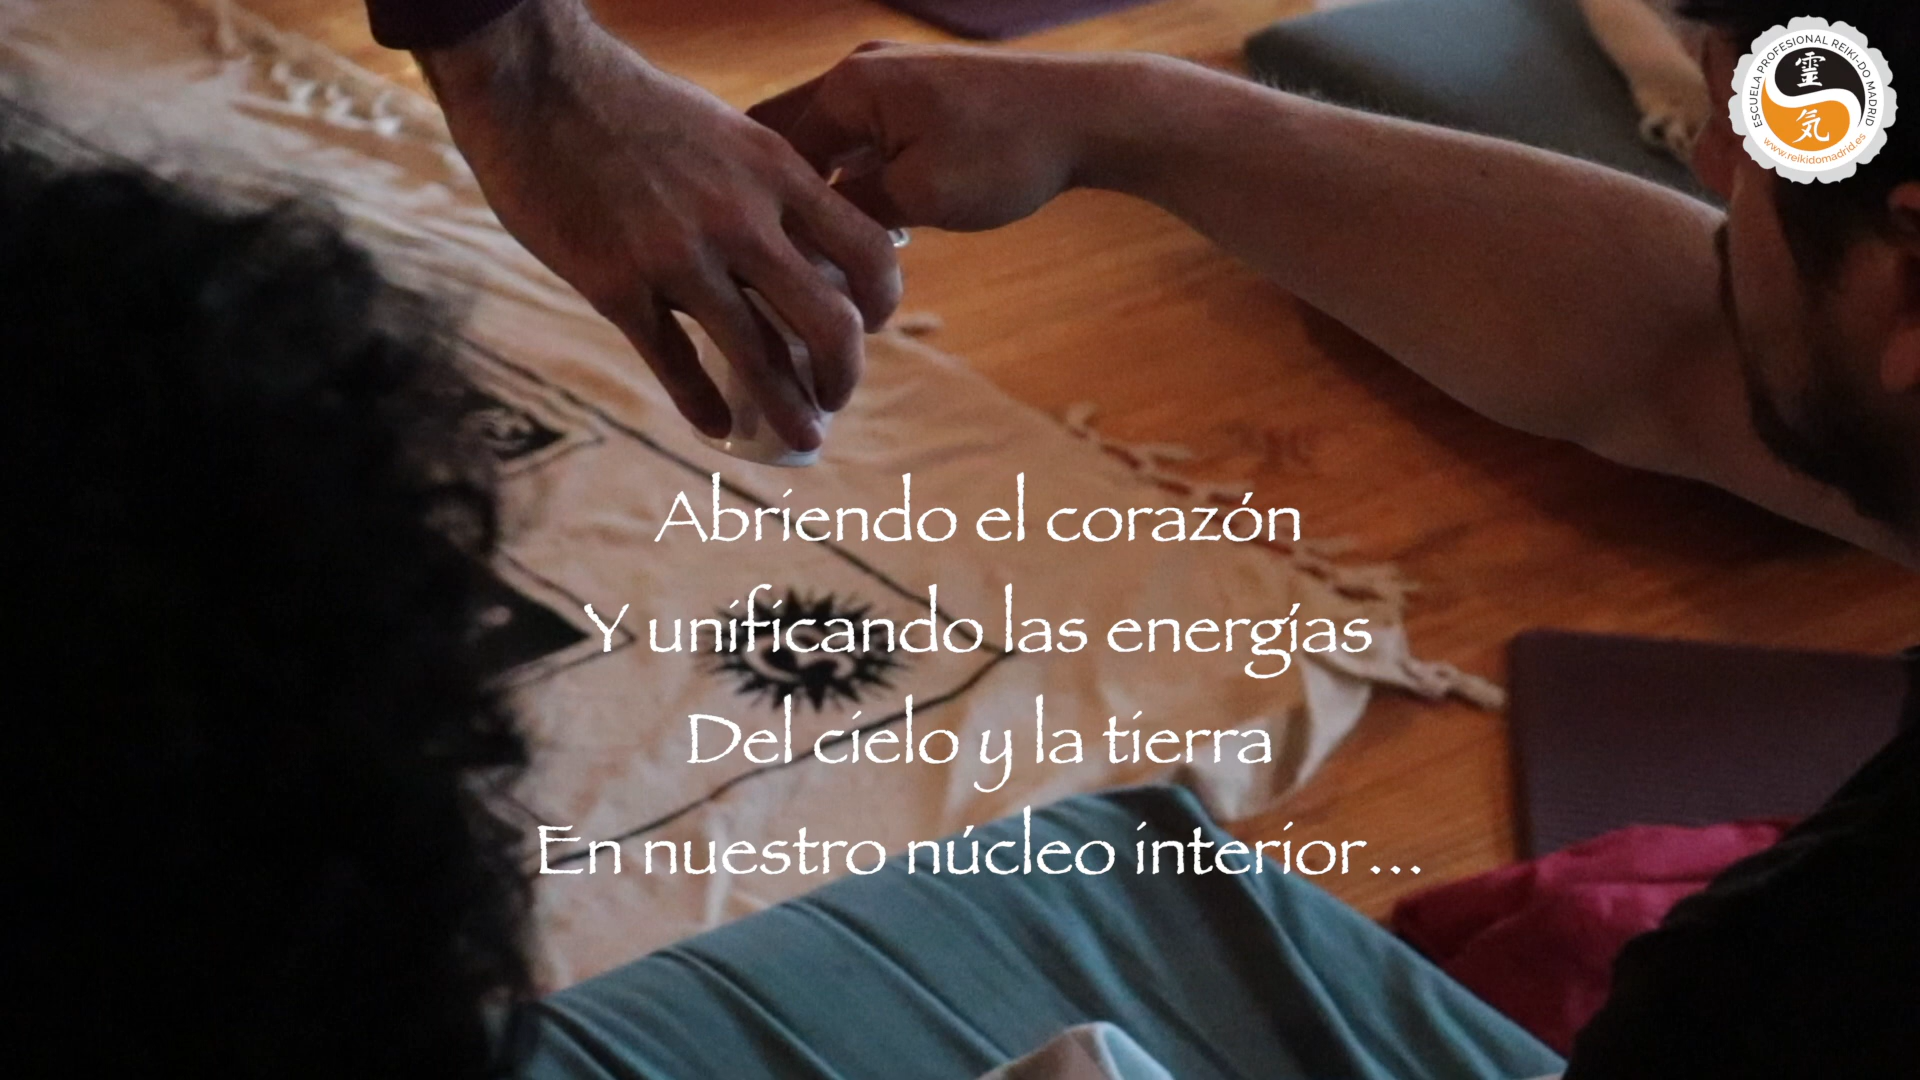 ESCUELA PROFESIONAL REIKI-DO MADRID
靈
気
www.reikidomadrid.es
Abriendo el corazón
Y unificando las energías
Del cielo y la tierra
En nuestro núcleo interior...